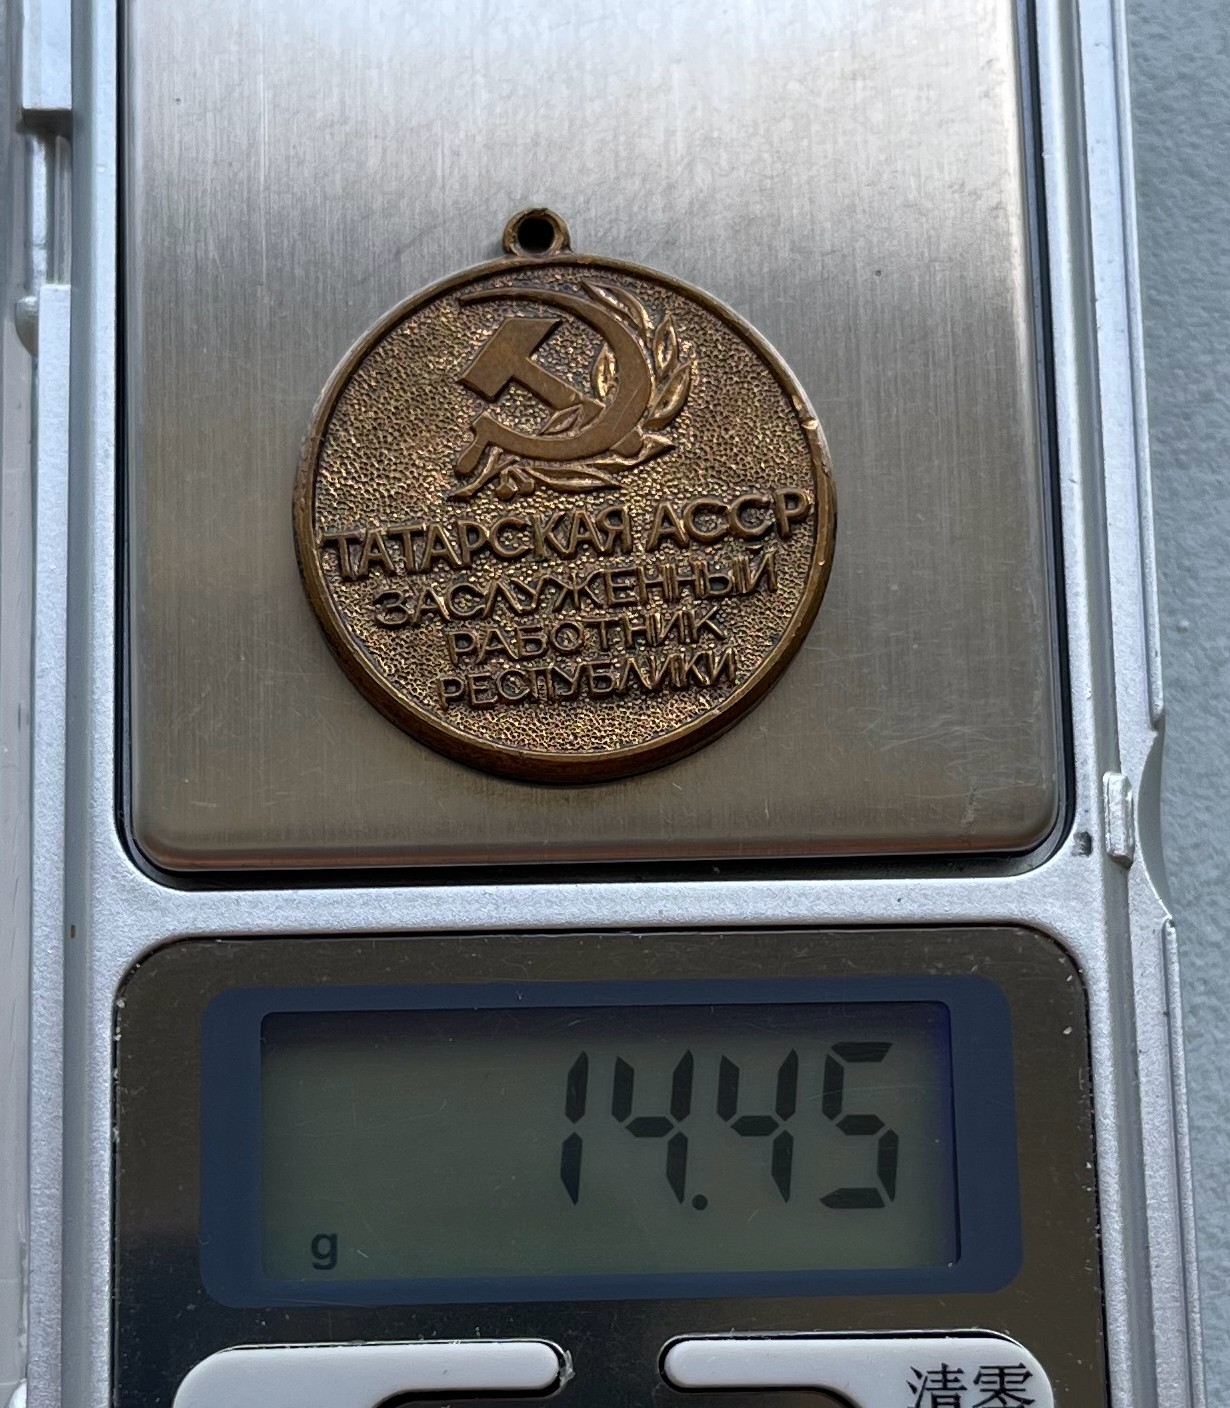 ТАТАРСКАЯ АССР
ЗАСЛУЖЕННЫЙ
РАБОТНИК
РЕСПУБЛИКИ
14.45
g
清零